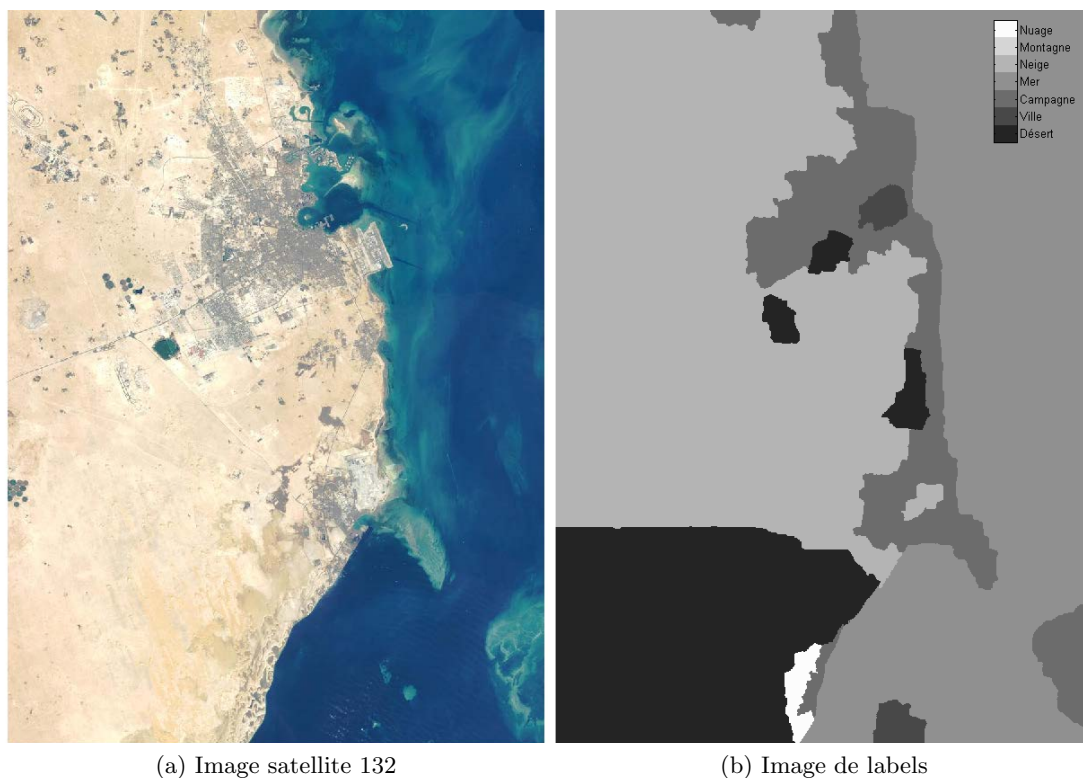 Nuage
Montagne
Neige
Mer
Campagne
Ville
Désert
(a) Image satellite 132
(b) Image de labels